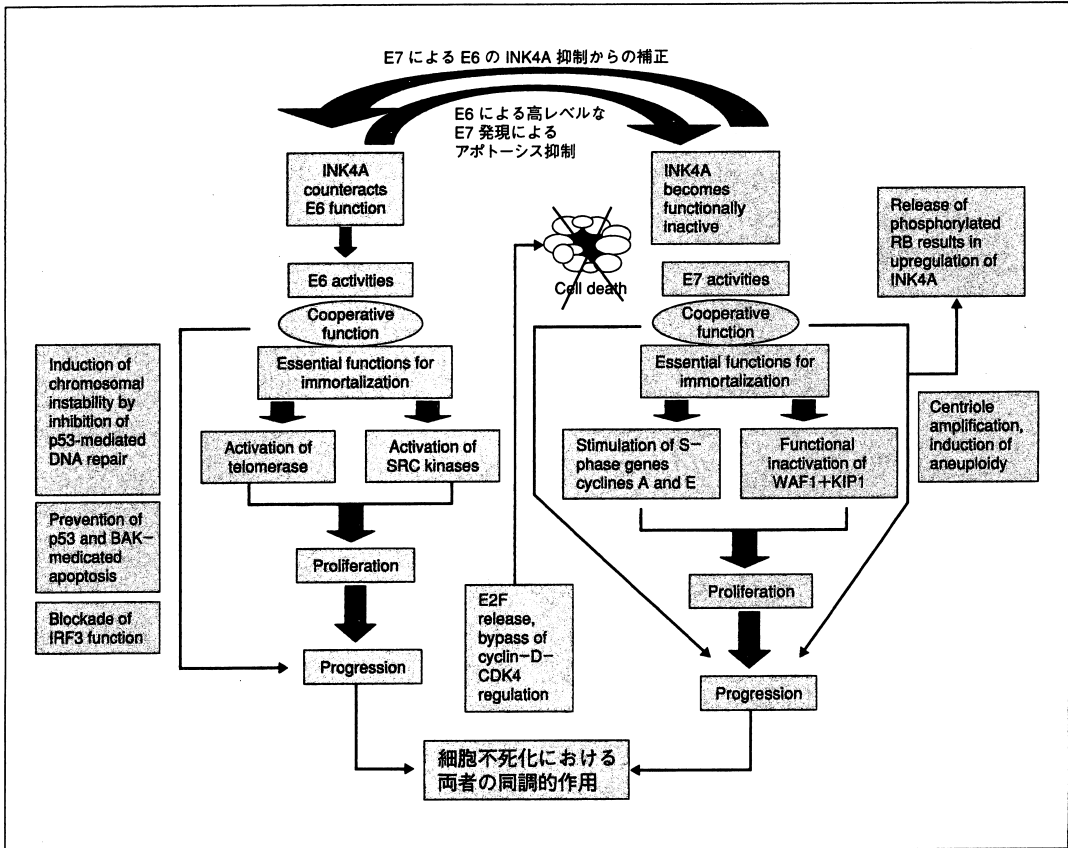 E7 による E6 の INK4A 抑制からの補正
E6 による高レベルな
E7 発現による
アポトーシス抑制
INK4A
counteracts
E6 function
INK4A
becomes
functionally
inactive
Release of
phosphorylated
RB results in
upregulation of
INK4A
Cell death
E6 activities
E7 activities
Cooperative
function
Cooperative
function
Essential functions for
immortalization
Essential functions for
immortalization
Induction of
chromosomal
instability by
inhibition of
p53-mediated
DNA repair
Activation of
telomerase
Activation of
SRC kinases
Stimulation of S-
phase genes
cyclines A and E
Functional
inactivation of
WAF1+KIP1
Centriole
amplification,
induction of
aneuploidy
Prevention of
p53 and BAK-
medicated
apoptosis
Proliferation
Proliferation
Blockade of
IRF3 function
E2F
release,
bypass of
cyclin-D-
CDK4
regulation
Progression
Progression
細胞不死化における
両者の同調的作用